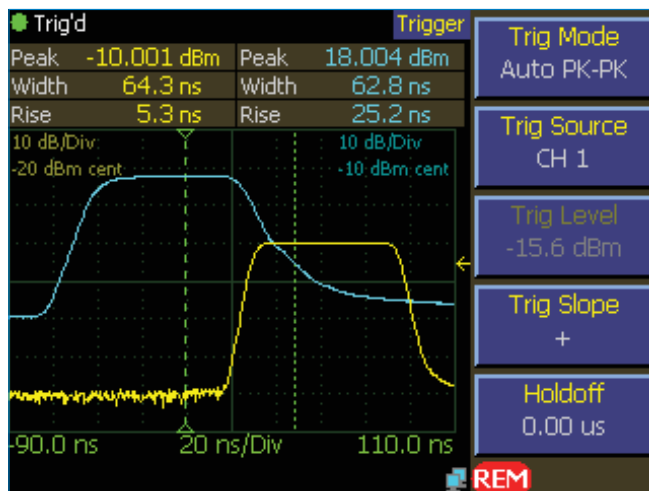 Trig'd Trigger
Peak -10.001 dBm Peak 18.004 dBm
Width 64.3 ns Width 62.8 ns
Rise 5.3 ns Rise 25.2 ns
10 dB/Div 10 dB/Div
-20 dBm cent -10 dBm cent
-90.0 ns 20 ns/Div 110.0 ns
Trig Mode
Auto PK-PK
Trig Source
CH 1
Trig Level
-15.6 dBm
Trig Slope
+
Holdoff
0.00 us
REM